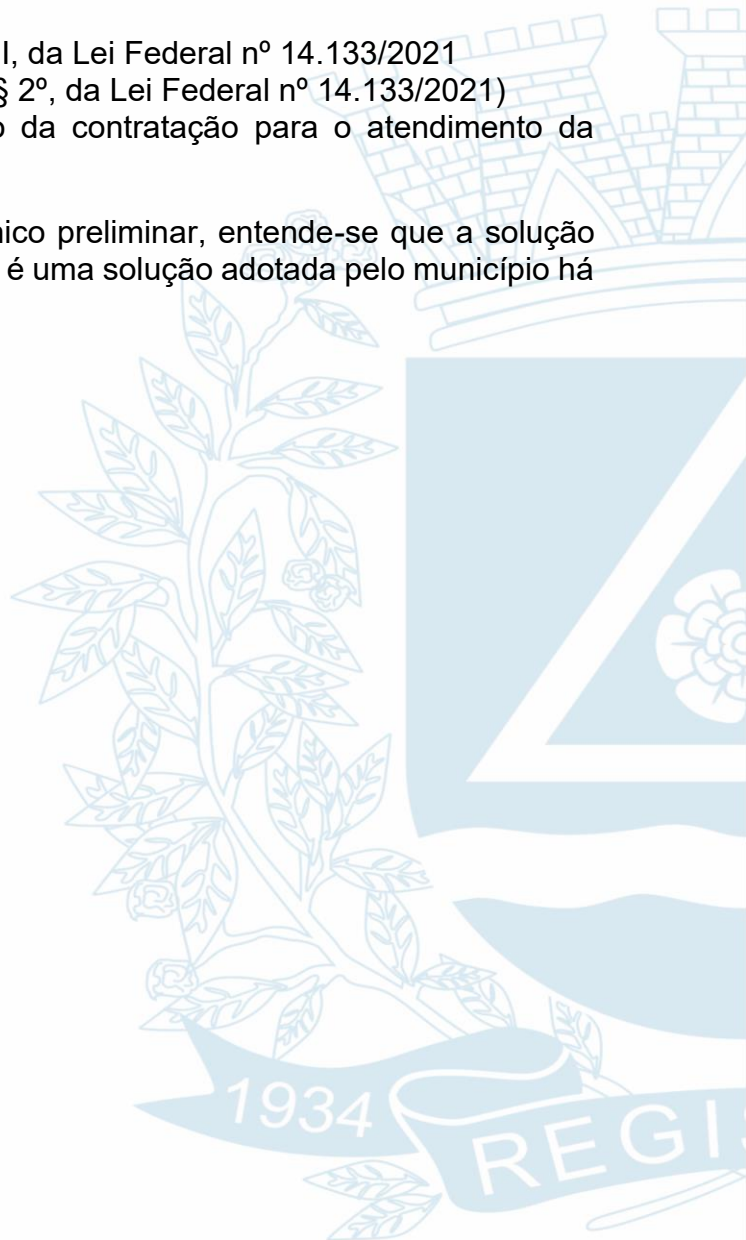 I, da Lei Federal nº 14.133/2021
§ 2º, da Lei Federal nº 14.133/2021)
o da contratação para o atendimento da
nico preliminar, entende-se que a solução
é uma solução adotada pelo município há
1934
REGIS